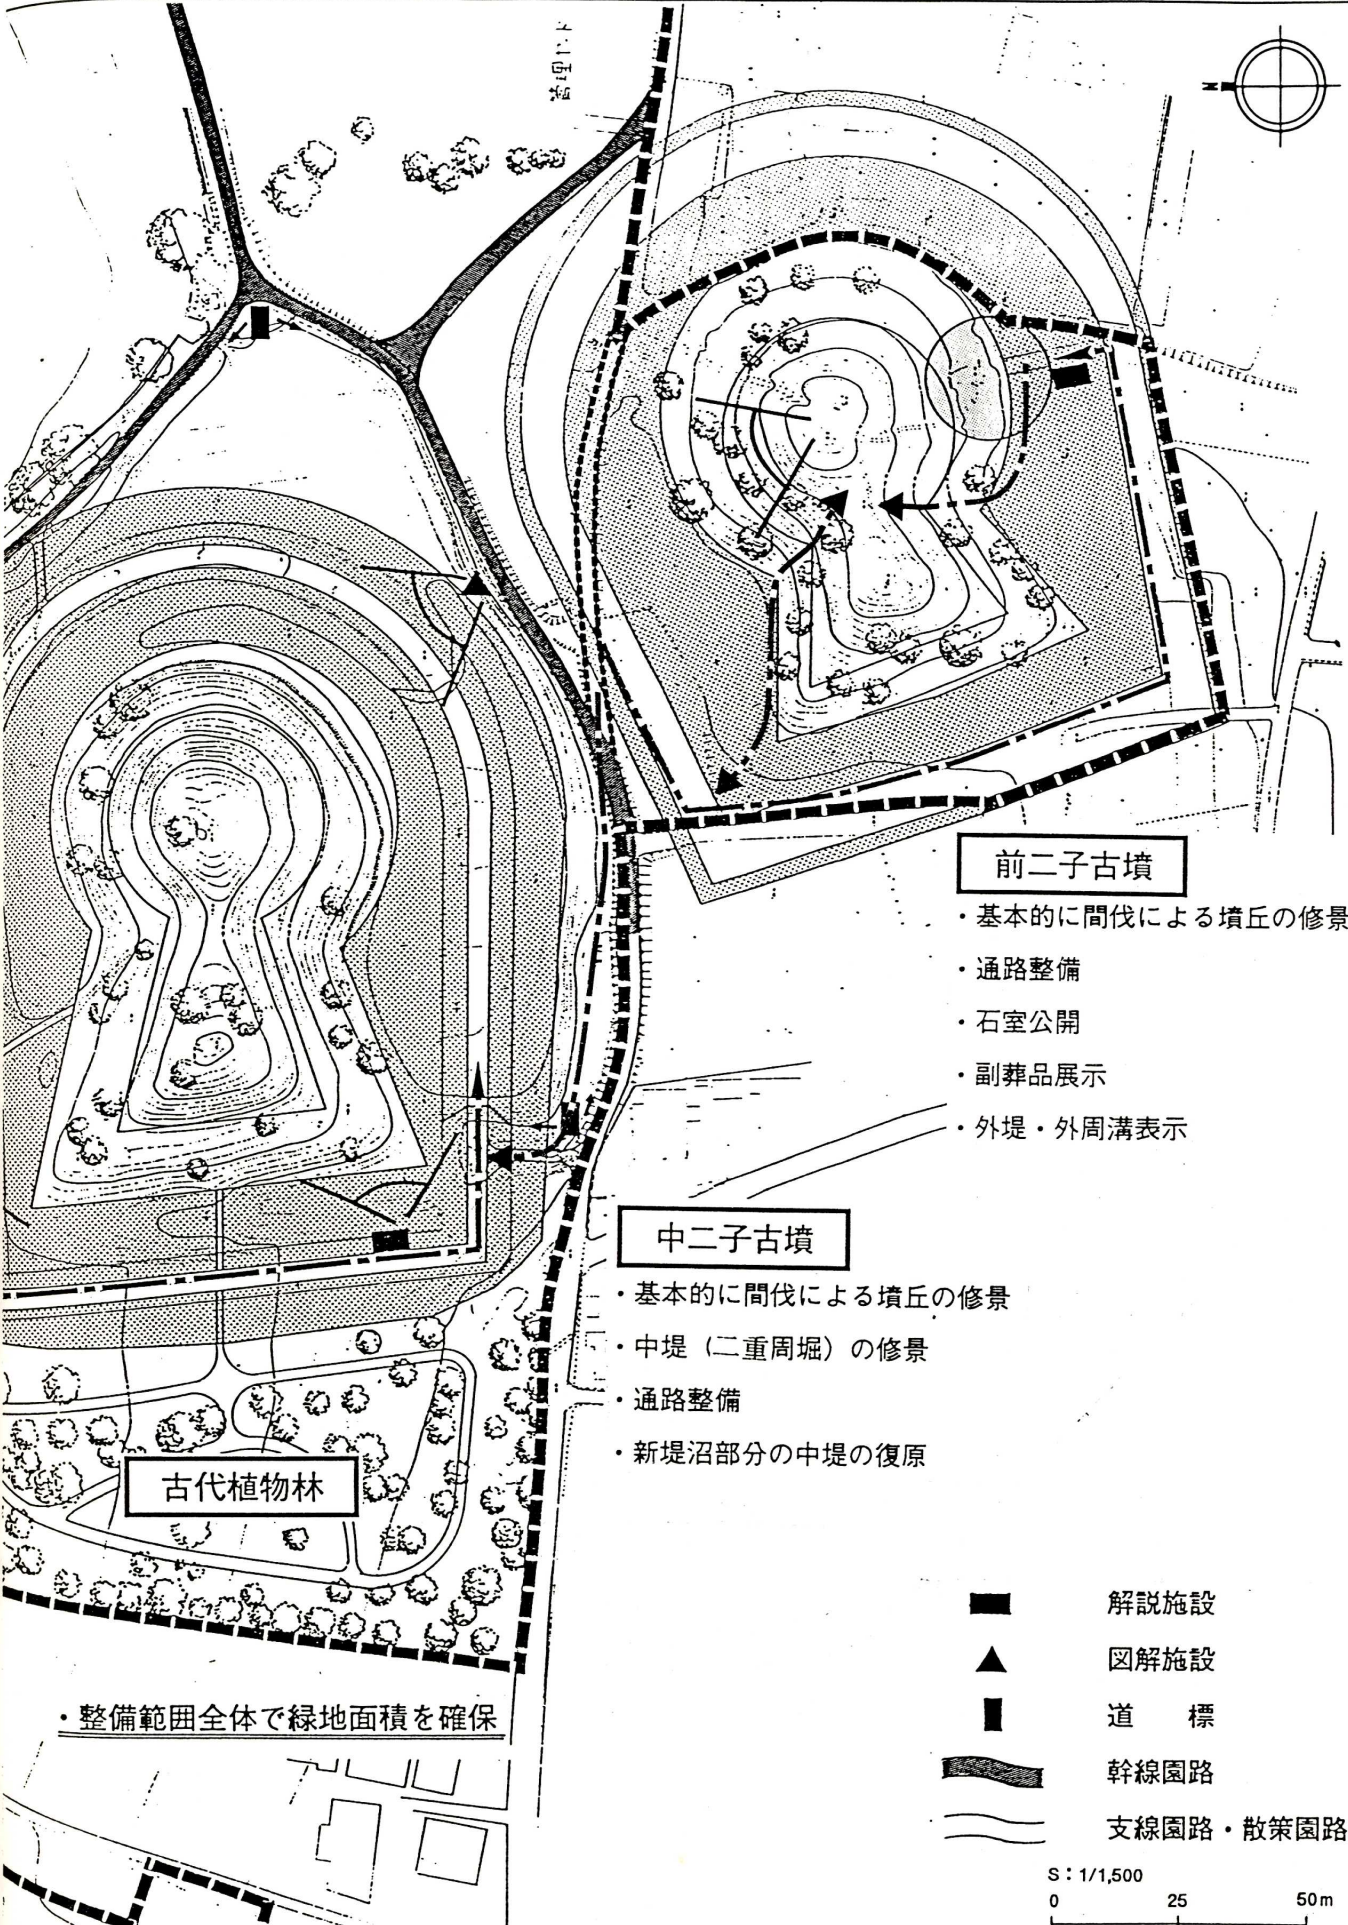 N
前二子古墳
・基本的に間伐による墳丘の修景
・通路整備
・石室公開
・副葬品展示
・外堤・外周溝表示
中二子古墳
・基本的に間伐による墳丘の修景
・中堤（二重周堀）の修景
・通路整備
・新堤沼部分の中堤の復原
古代植物林
・整備範囲全体で緑地面積を確保
解説施設
図解施設
道　標
幹線園路
支線園路・散策園路
S：1/1,500
0 25 50m